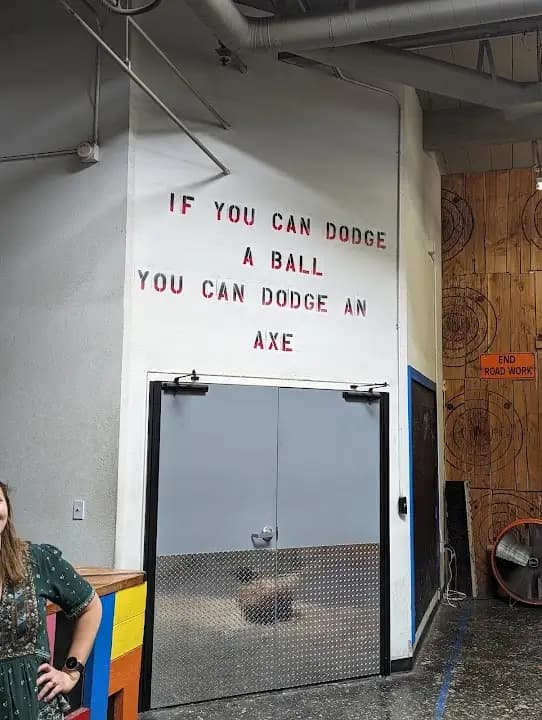 IF YOU CAN DODGE
A BALL
YOU CAN DODGE AN
AXE
END
ROAD WORK